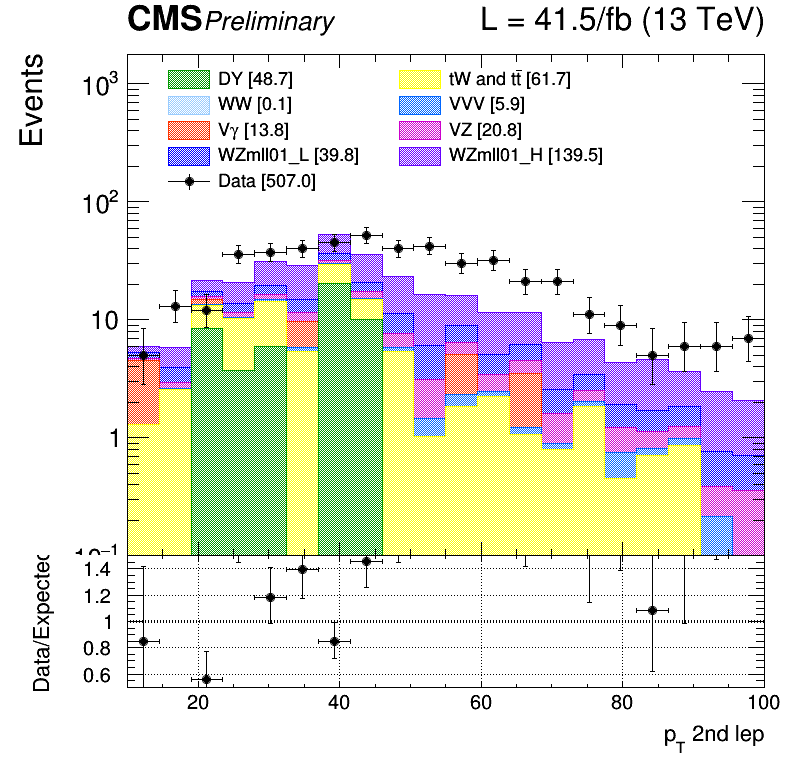 CMS Preliminary L = 41.5/fb (13 TeV)
Events
10³
10²
10
1
10⁻¹
DY [48.7]
tW and tt̄ [61.7]
WW [0.1]
VVV [5.9]
Vγ [13.8]
VZ [20.8]
WZmll01_L [39.8]
WZmll01_H [139.5]
Data [507.0]
Data/Expected
1.4
1.2
1
0.8
0.6
20 40 60 80 100
p_T 2nd lep